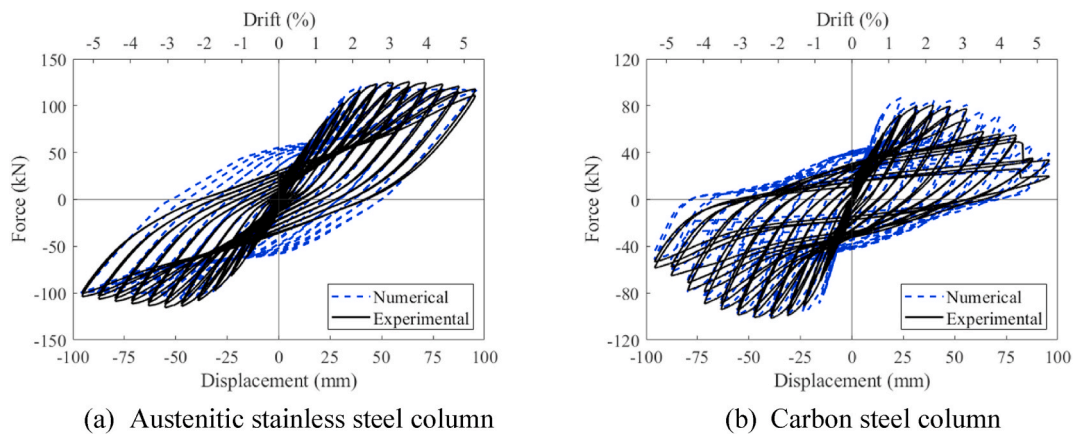 Drift (%)
-5 -4 -3 -2 -1 0 1 2 3 4 5
150
100
50
0
-50
-100
-150
Force (kN)
Numerical
Experimental
-100 -75 -50 -25 0 25 50 75 100
Displacement (mm)
(a) Austenitic stainless steel column
Drift (%)
-5 -4 -3 -2 -1 0 1 2 3 4 5
120
80
40
0
-40
-80
-120
Force (kN)
Numerical
Experimental
-100 -75 -50 -25 0 25 50 75 100
Displacement (mm)
(b) Carbon steel column